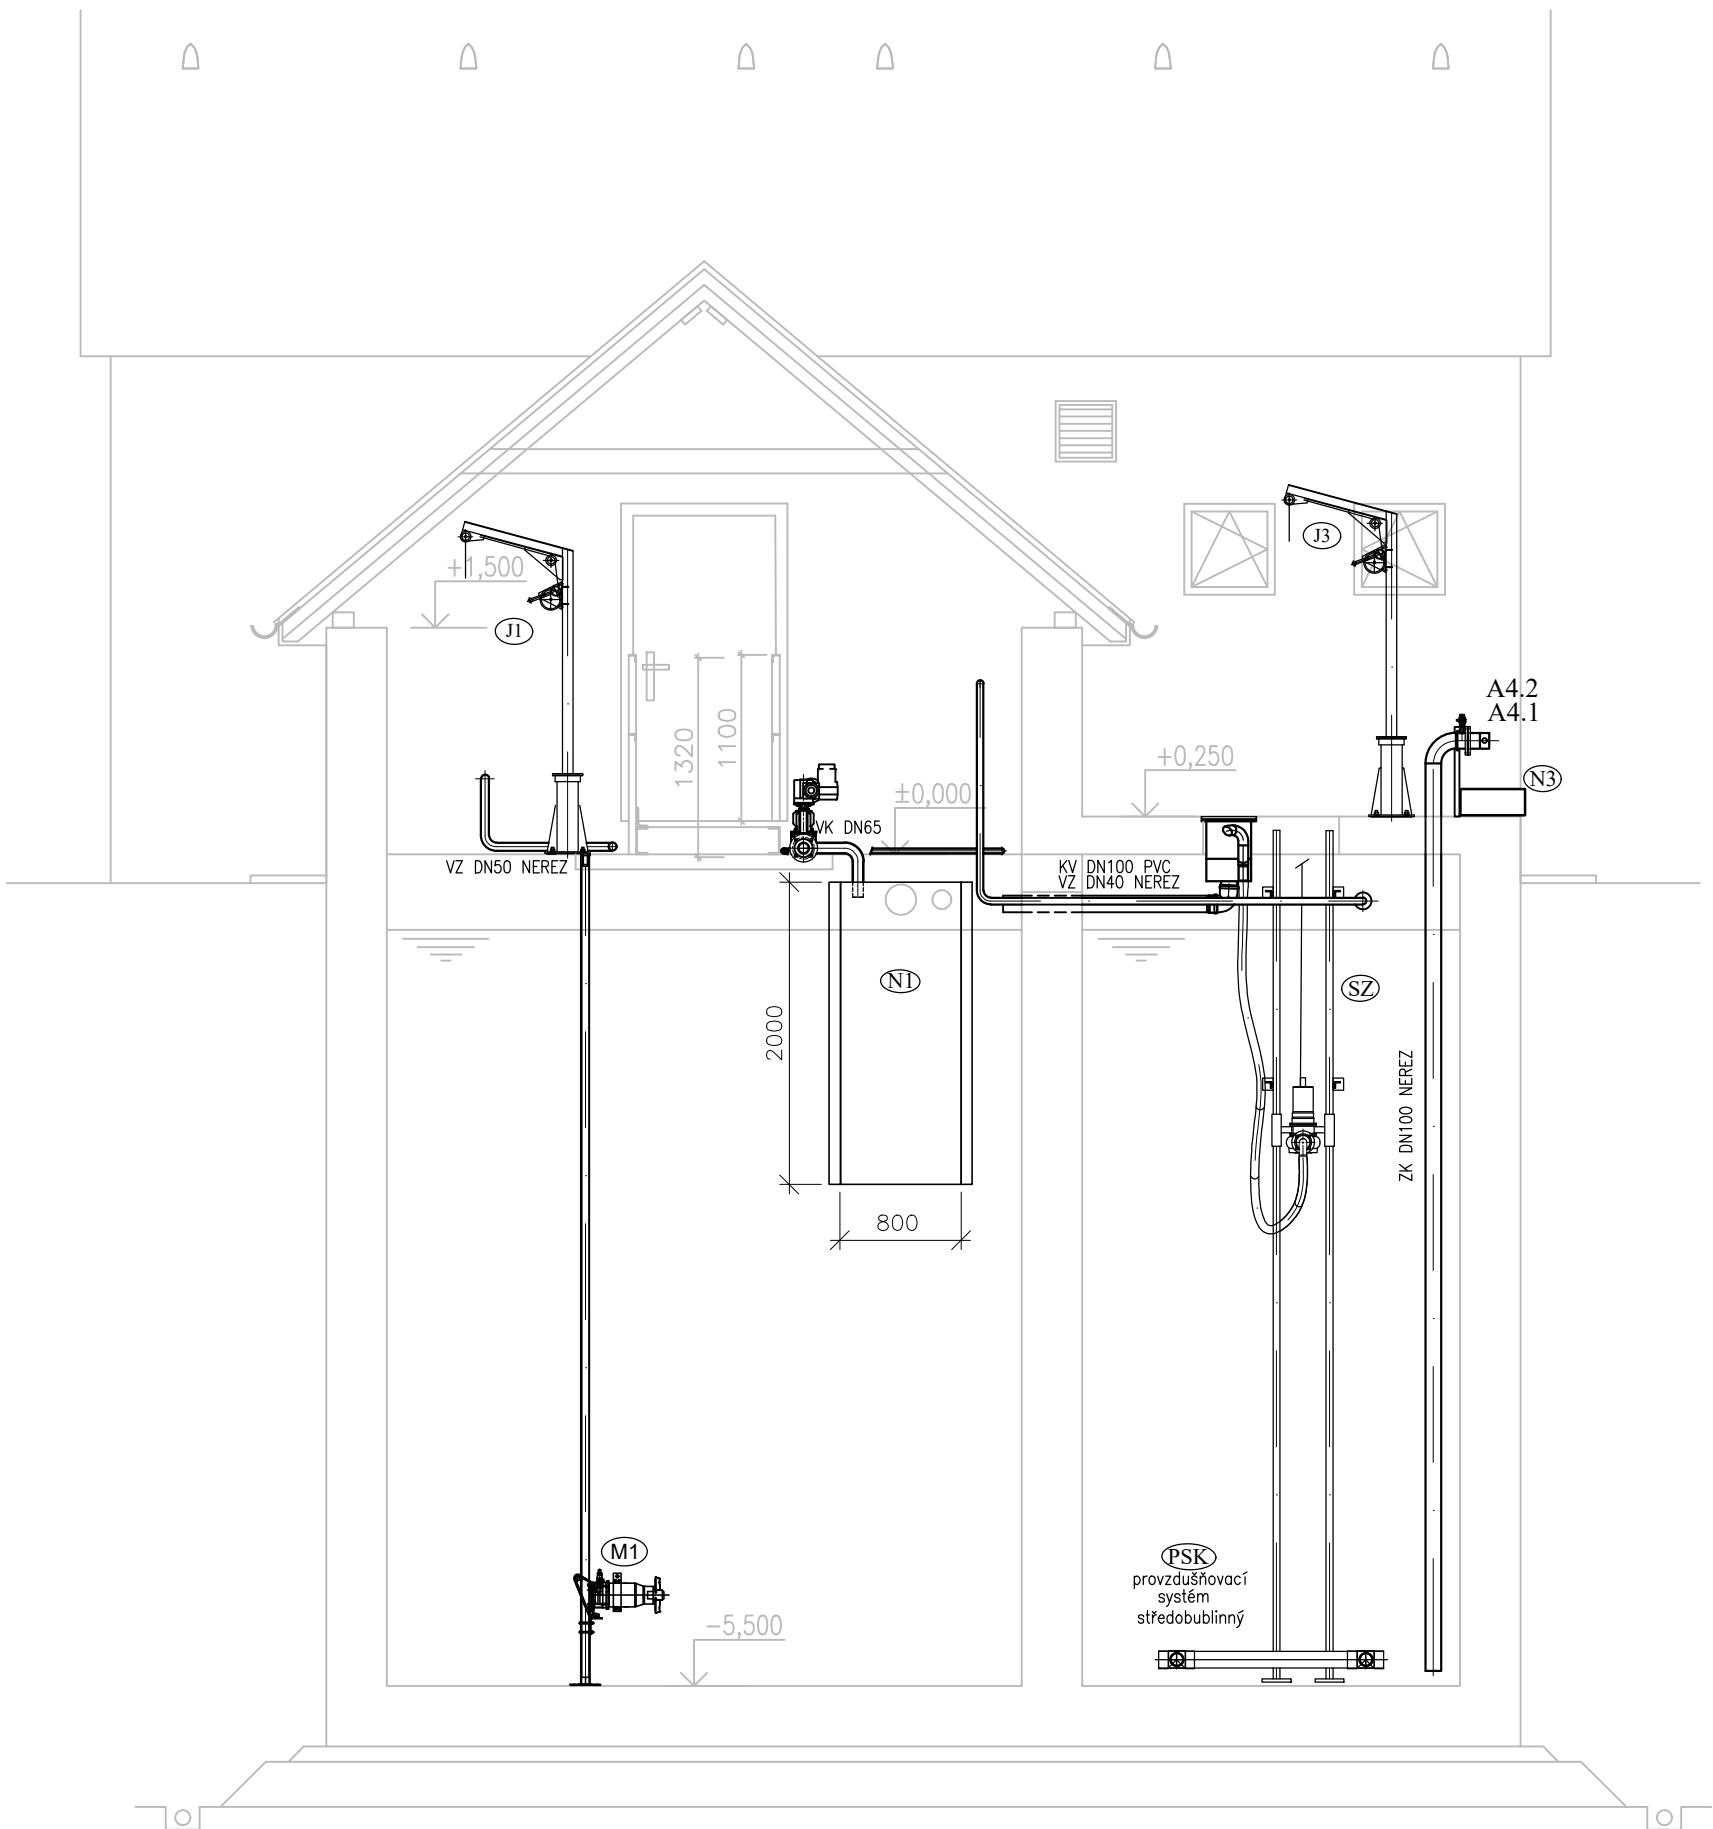 +1,500
J1
J3
1320
1100
A4.2
A4.1
+0,250
N3
±0,000
VK DN65
VZ DN50 NEREZ
KV DN100 PVC
VZ DN40 NEREZ
N1
SZ
2000
ZK DN100 NEREZ
800
M1
PSK
provzdušňovací
systém
středobublinný
-5,500